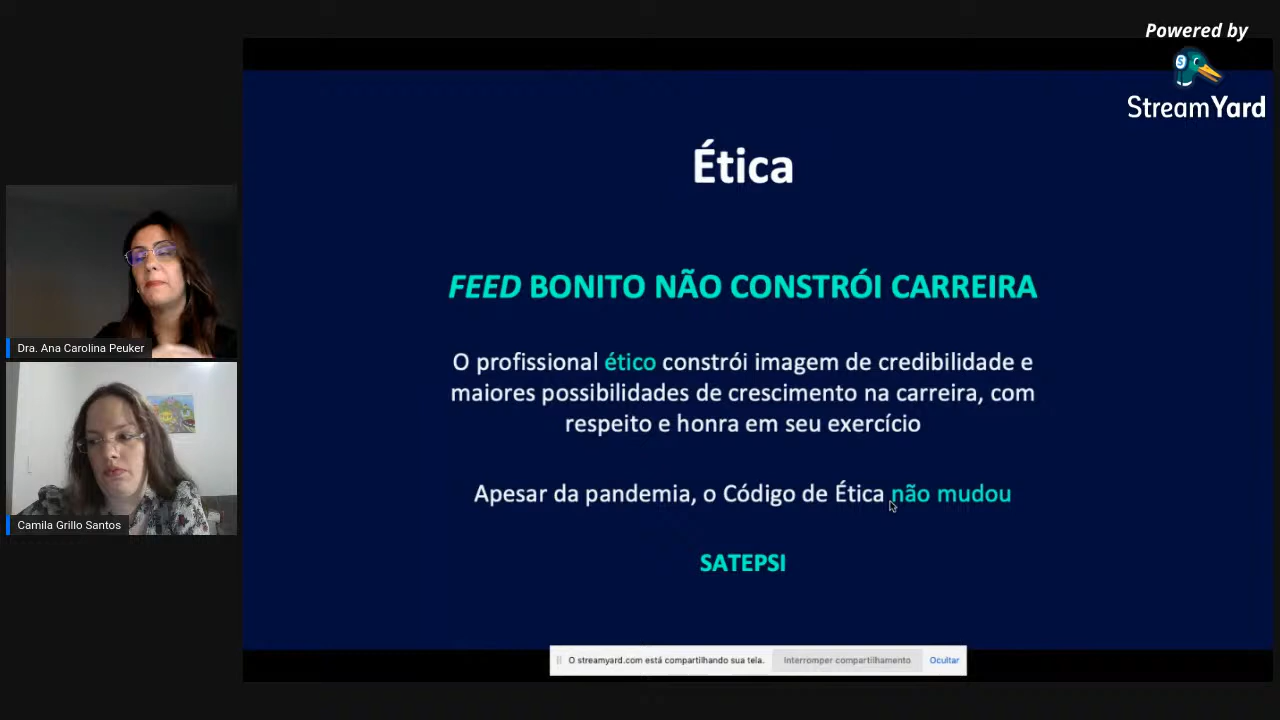 Powered by
StreamYard
Ética
FEED BONITO NÃO CONSTRÓI CARREIRA
O profissional ético constrói imagem de credibilidade e
maiores possibilidades de crescimento na carreira, com
respeito e honra em seu exercício
Apesar da pandemia, o Código de Ética não mudou
SATEPSI
Dra. Ana Carolina Peuker
Camila Grillo Santos
O streamyard.com está compartilhando sua tela. Interromper compartilhamento Ocultar